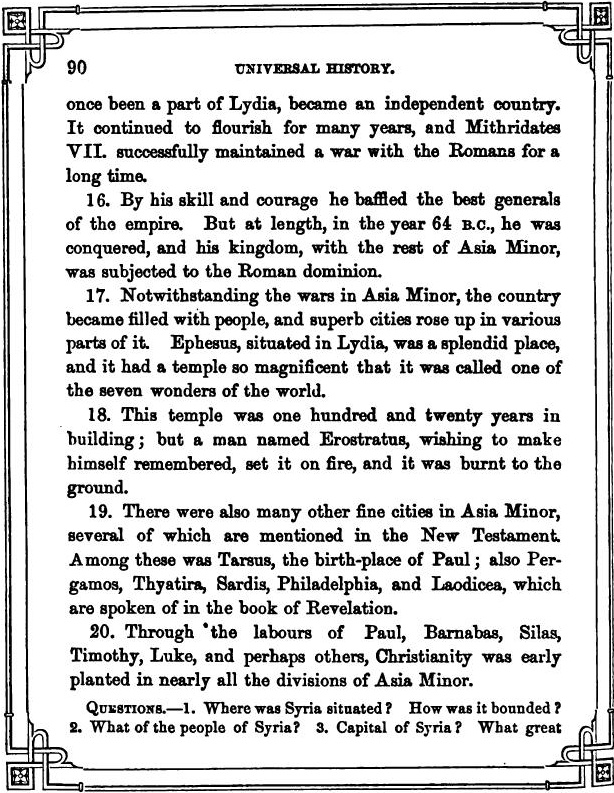 90 UNIVERSAL HISTORY.
once been a part of Lydia, became an independent country.
It continued to flourish for many years, and Mithridates
VII. successfully maintained a war with the Romans for a
long time.
16. By his skill and courage he baffled the best generals
of the empire. But at length, in the year 64 B.C., he was
conquered, and his kingdom, with the rest of Asia Minor,
was subjected to the Roman dominion.
17. Notwithstanding the wars in Asia Minor, the country
became filled with people, and superb cities rose up in various
parts of it. Ephesus, situated in Lydia, was a splendid place,
and it had a temple so magnificent that it was called one of
the seven wonders of the world.
18. This temple was one hundred and twenty years in
building; but a man named Erostratus, wishing to make
himself remembered, set it on fire, and it was burnt to the
ground.
19. There were also many other fine cities in Asia Minor,
several of which are mentioned in the New Testament.
Among these was Tarsus, the birth-place of Paul; also Per-
gamos, Thyatira, Sardis, Philadelphia, and Laodicea, which
are spoken of in the book of Revelation.
20. Through the labours of Paul, Barnabas, Silas,
Timothy, Luke, and perhaps others, Christianity was early
planted in nearly all the divisions of Asia Minor.
QUESTIONS.—1. Where was Syria situated? How was it bounded?
2. What of the people of Syria? 3. Capital of Syria? What great